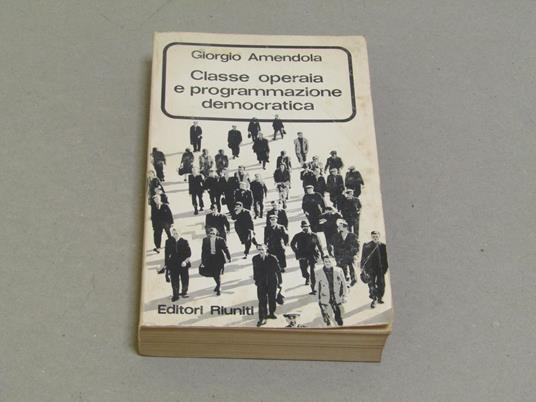 Giorgio Amendola
Classe operaia
e programmazione
democratica
Editori Riuniti